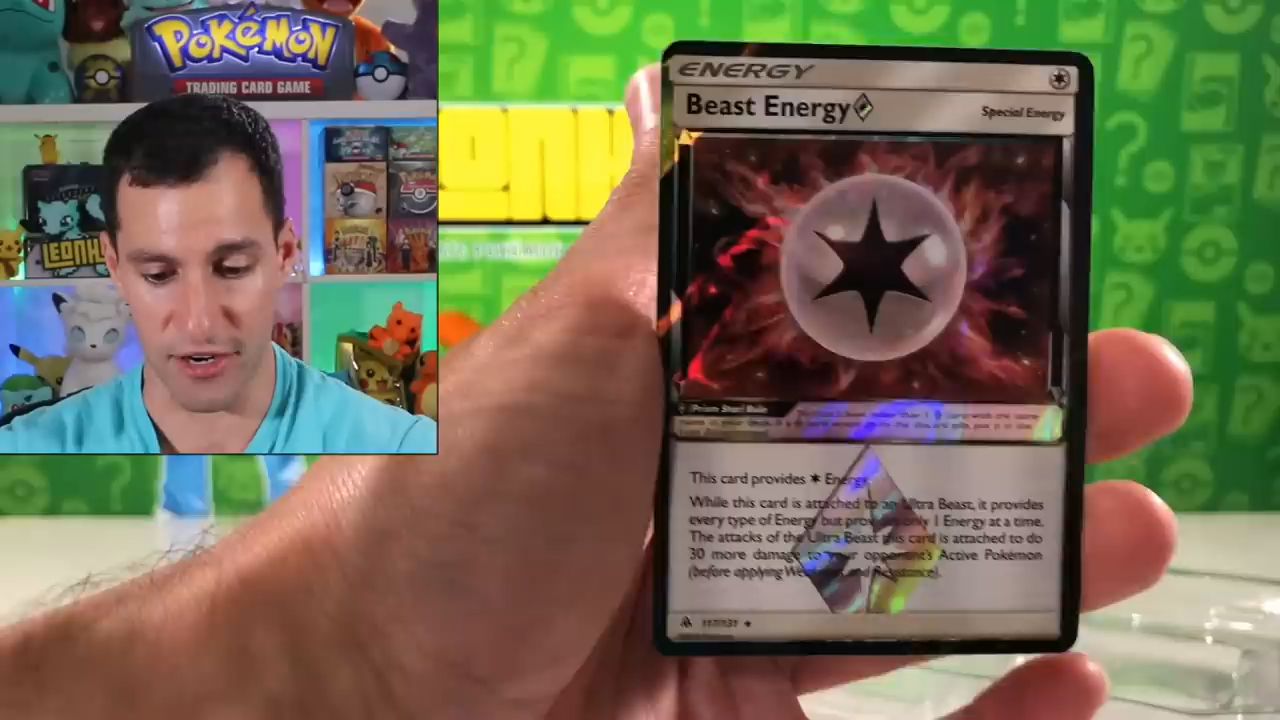 POKéMON
TRADING CARD GAME
LEONH
ENERGY
Beast Energy
Special Energy
Prism Star Rule
This card provides Energy.
While this card is attached to an Ultra Beast, it provides
every type of Energy but provides only 1 Energy at a time.
The attacks of the Ultra Beast this card is attached to do
30 more damage to your opponent's Active Pokémon
(before applying Weakness and Resistance).
117/131